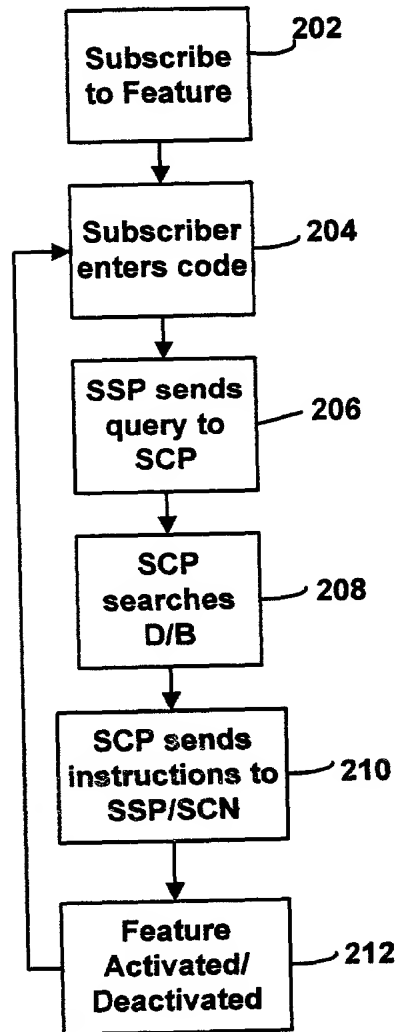 202
Subscribe
to Feature
204
Subscriber
enters code
206
SSP sends
query to
SCP
208
SCP
searches
D/B
210
SCP sends
instructions to
SSP/SCN
212
Feature
Activated/
Deactivated